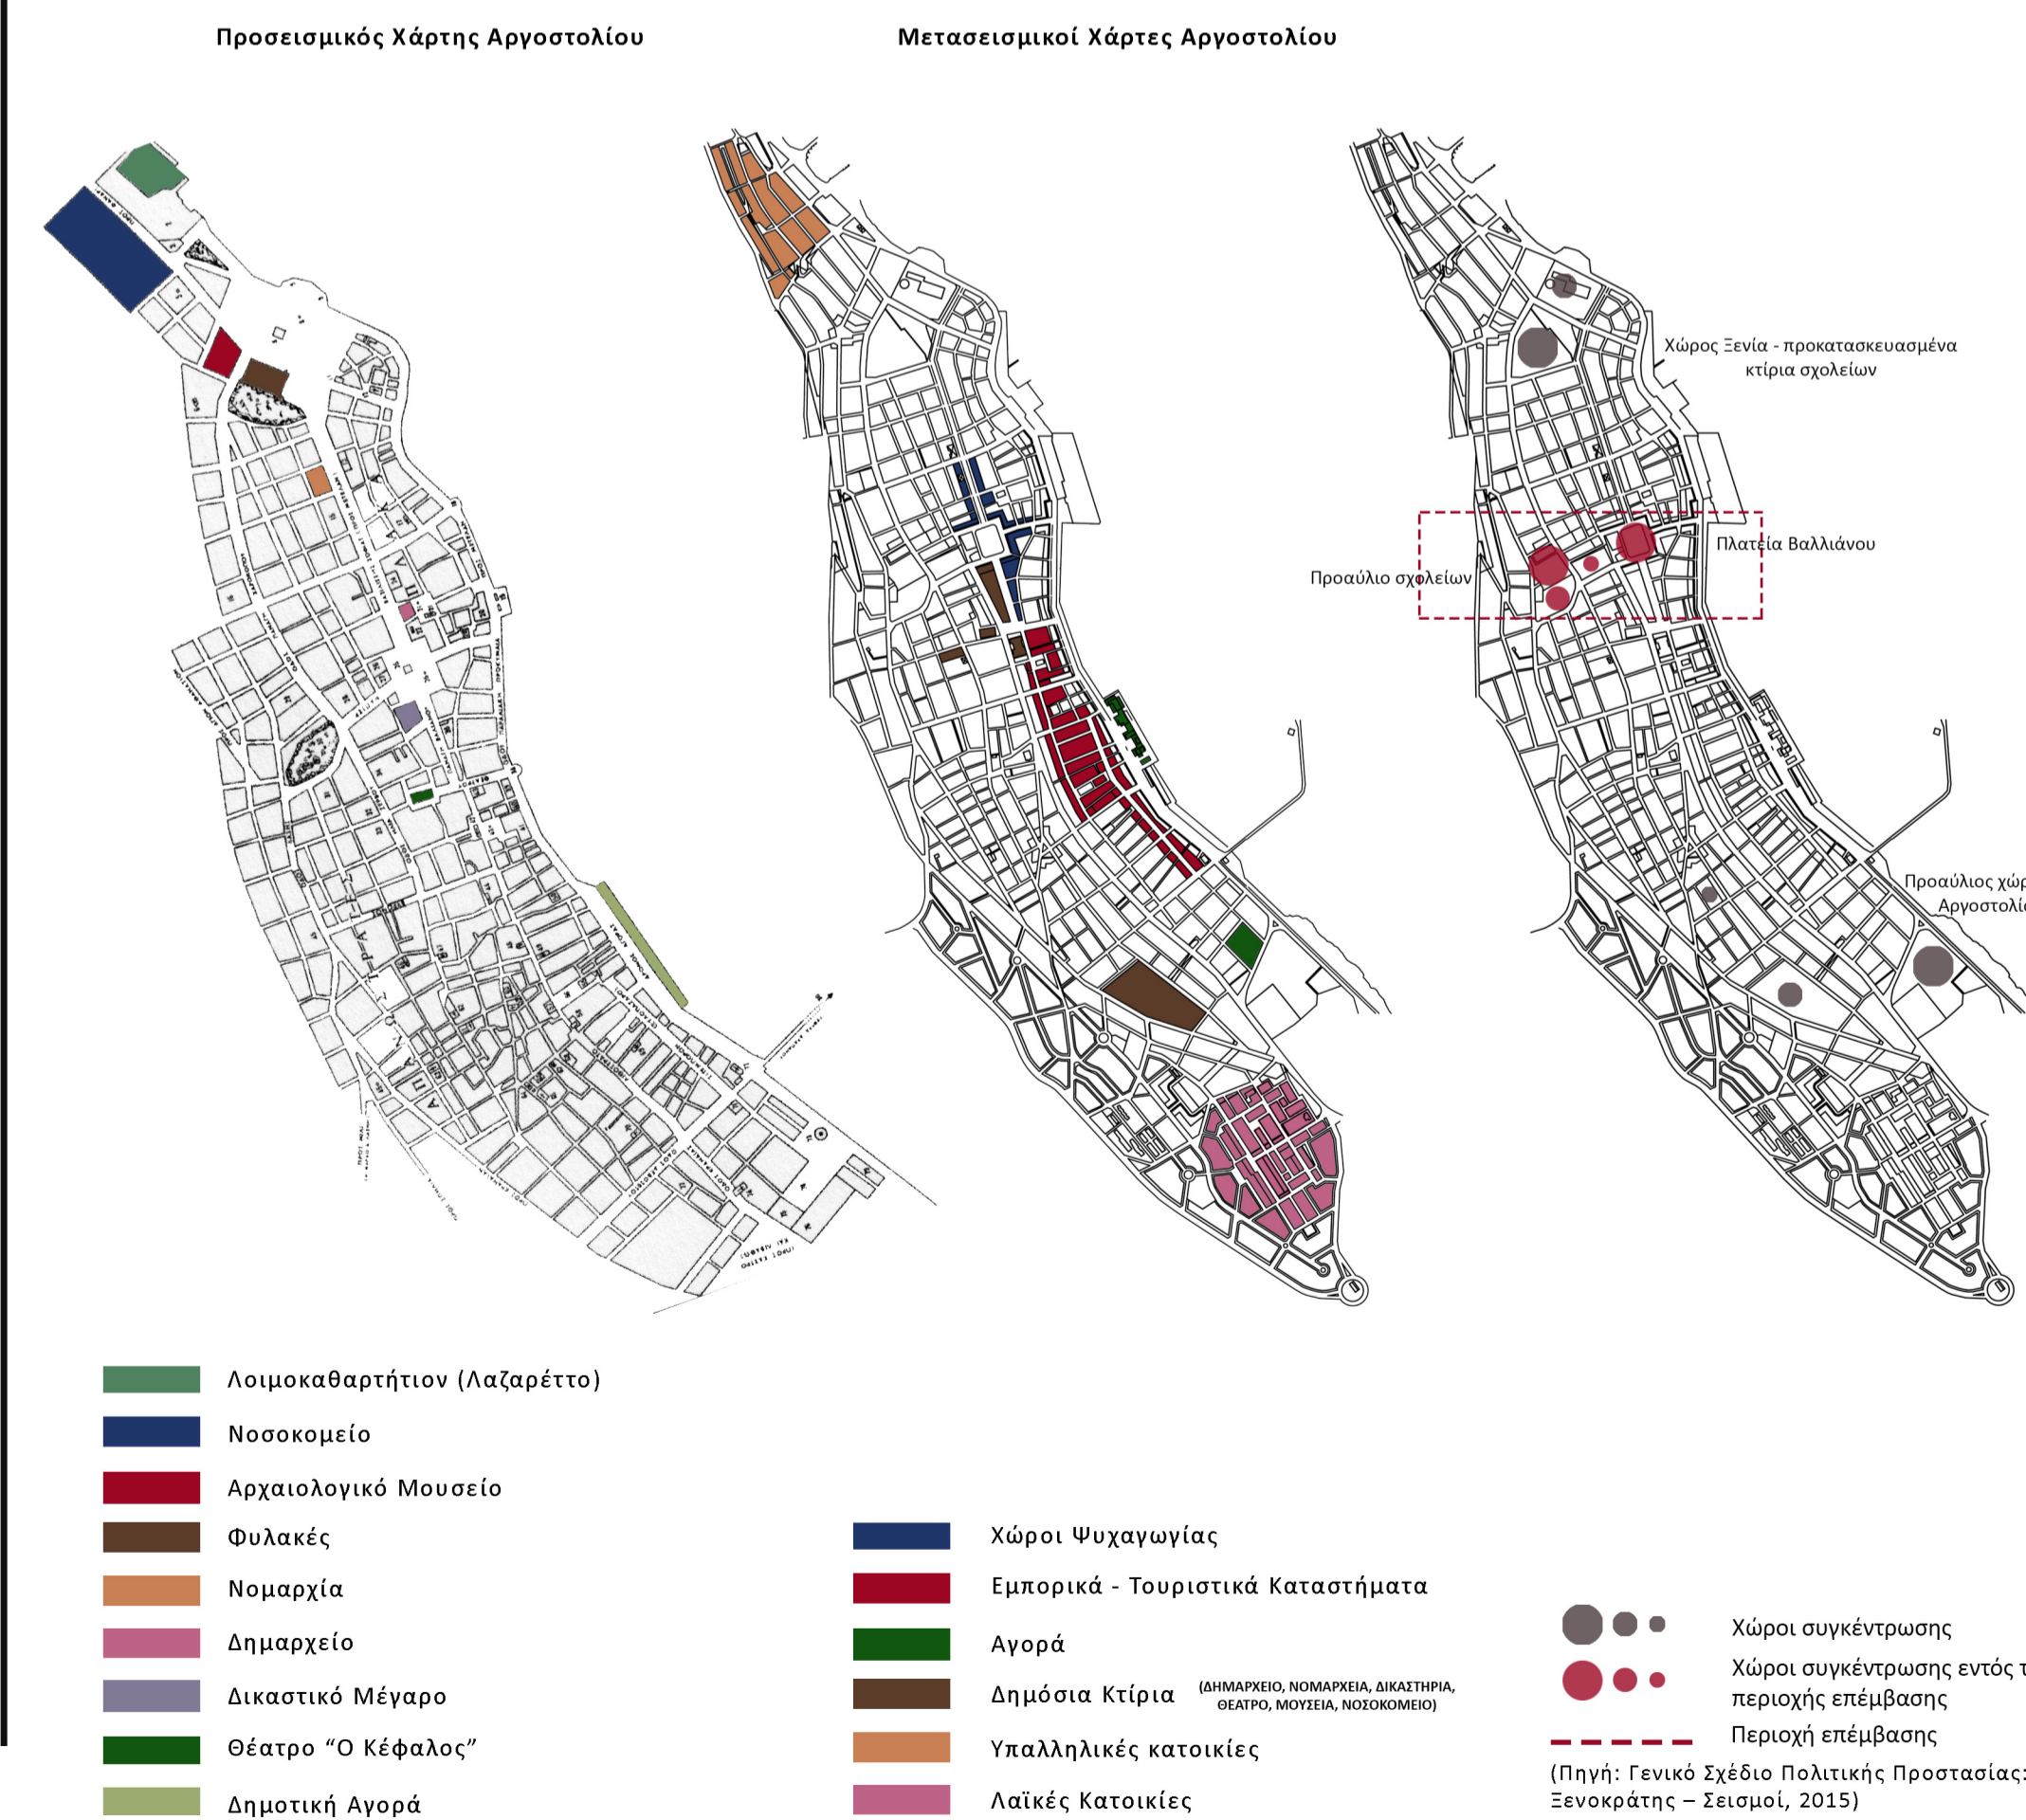 Προσεισμικός Χάρτης Αργοστολίου
Μετασεισμικοί Χάρτες Αργοστολίου
Χώρος Ξενία - προκατασκευασμένα
κτίρια σχολείων
Πλατεία Βαλλιάνου
Προαύλιο σχολείων
Προαύλιος χώρ
Αργοστολίο
Λοιμοκαθαρτήτιον (Λαζαρέττο)
Νοσοκομείο
Αρχαιολογικό Μουσείο
Φυλακές
Νομαρχία
Δημαρχείο
Δικαστικό Μέγαρο
Θέατρο “Ο Κέφαλος”
Δημοτική Αγορά
Χώροι Ψυχαγωγίας
Εμπορικά - Τουριστικά Καταστήματα
Αγορά
Δημόσια Κτίρια (ΔΗΜΑΡΧΕΙΟ, ΝΟΜΑΡΧΕΙΑ, ΔΙΚΑΣΤΗΡΙΑ,
ΘΕΑΤΡΟ, ΜΟΥΣΕΙΑ, ΝΟΣΟΚΟΜΕΙΟ)
Υπαλληλικές κατοικίες
Λαϊκές Κατοικίες
Χώροι συγκέντρωσης
Χώροι συγκέντρωσης εντός τ
περιοχής επέμβασης
Περιοχή επέμβασης
(Πηγή: Γενικό Σχέδιο Πολιτικής Προστασίας:
Ξενοκράτης – Σεισμοί, 2015)